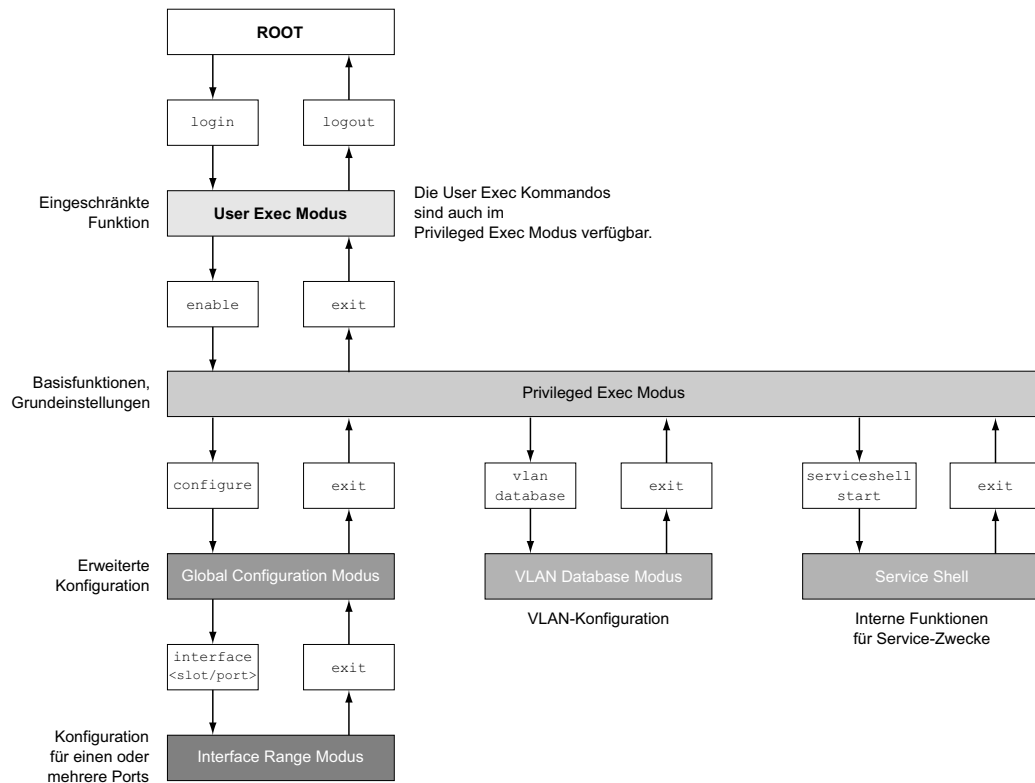 ROOT
login
logout
Eingeschränkte
Funktion
User Exec Modus
Die User Exec Kommandos
sind auch im
Privileged Exec Modus verfügbar.
enable
exit
Basisfunktionen,
Grundeinstellungen
Privileged Exec Modus
configure
exit
vlan
database
exit
serviceshell
start
exit
Erweiterte
Konfiguration
Global Configuration Modus
VLAN Database Modus
Service Shell
VLAN-Konfiguration
Interne Funktionen
für Service-Zwecke
interface
<slot/port>
exit
Konfiguration
für einen oder
mehrere Ports
Interface Range Modus